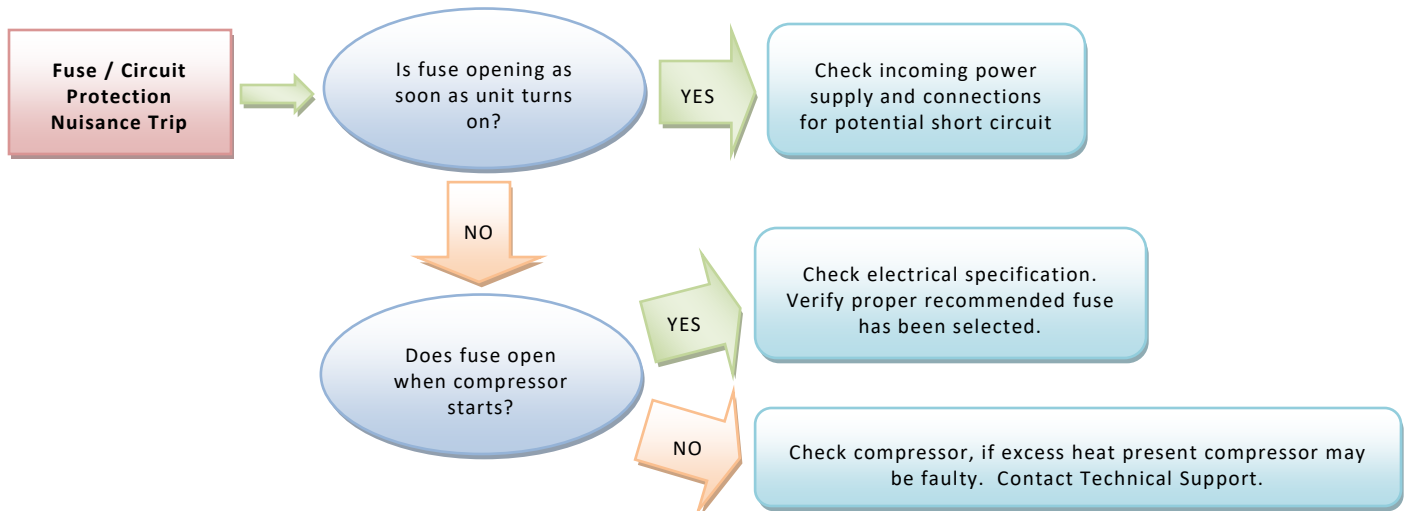 Fuse / Circuit
Protection
Nuisance Trip
Is fuse opening as
soon as unit turns
on?
YES
Check incoming power
supply and connections
for potential short circuit
NO
Does fuse open
when compressor
starts?
YES
Check electrical specification.
Verify proper recommended fuse
has been selected.
NO
Check compressor, if excess heat present compressor may
be faulty. Contact Technical Support.